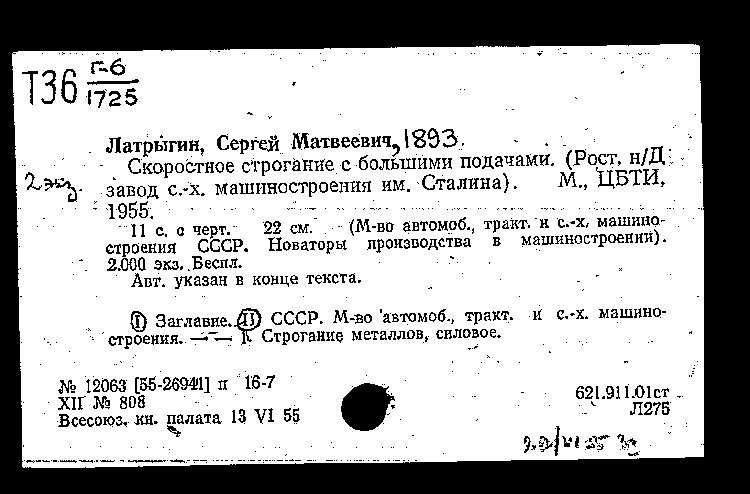 Т36 Г-6
1725
Латрыгин, Сергей Матвеевич, 1893.
Скоростное строгание с большими подачами. (Рост. н/Д
2 экз. завод с.-х. машиностроения им. Сталина). М., ЦБТИ,
1955.
11 с. с черт. 22 см. (М-во автомоб., тракт. и с.-х. машино-
строения СССР. Новаторы производства в машиностроении).
2.000 экз. Беспл.
Авт. указан в конце текста.
I Заглавие. II СССР. М-во автомоб., тракт. и с.-х. машино-
строения. —·— 1. Строгание металлов, силовое.
№ 12063 [55-26941] п 16-7
XII № 808
Всесоюз. кн. палата 13 VI 55
621.911.01ст
Л275